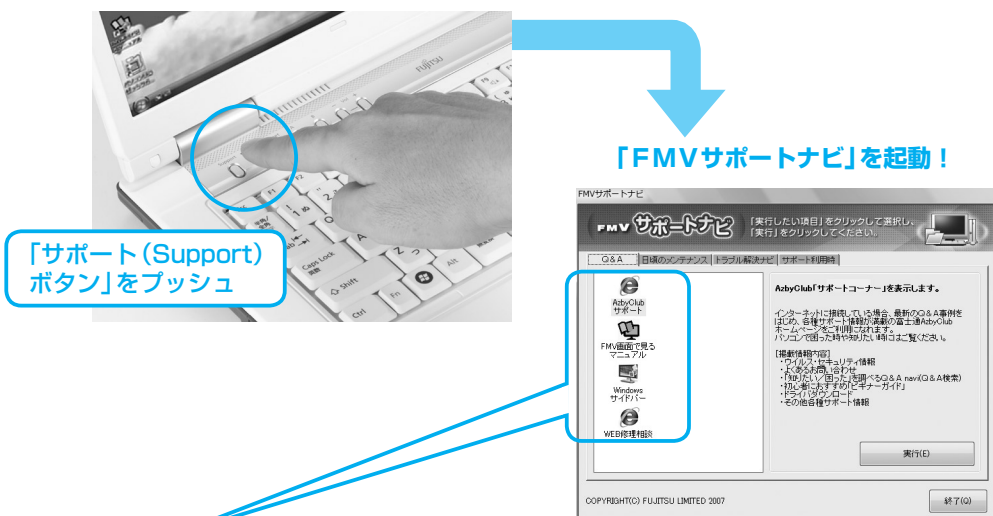 FUJITSU
Support
「サポート(Support)
ボタン」をプッシュ
「FMVサポートナビ」を起動！
FMVサポートナビ
FMV サポートナビ
「実行したい項目」をクリックして選択し、
「実行」をクリックしてください。
Q&A
日頃のメンテナンス
トラブル解決ナビ
サポート利用時
AzbyClub
サポート
FMV画面で見る
マニュアル
Windows
サイドバー
WEB修理相談
AzbyClub「サポートコーナー」を表示します。
インターネットに接続している場合、最新のQ&A事例を
はじめ、各種サポート情報が満載の富士通AzbyClub
ホームページをご利用になれます。
パソコンで困った時や知りたい時にはご覧ください。
[掲載情報内容]
・ウイルス・セキュリティ情報
・よくあるお問い合わせ
・「知りたい／困った」を調べるQ&A navi(Q&A検索)
・初心者におすすめ「ビギナーガイド」
・ドライバダウンロード
・その他各種サポート情報
実行(E)
COPYRIGHT(C) FUJITSU LIMITED 2007
終了(Q)
F1
F2
Caps Lock
英数
Shift
Ctrl
Fn
Alt
A
Z